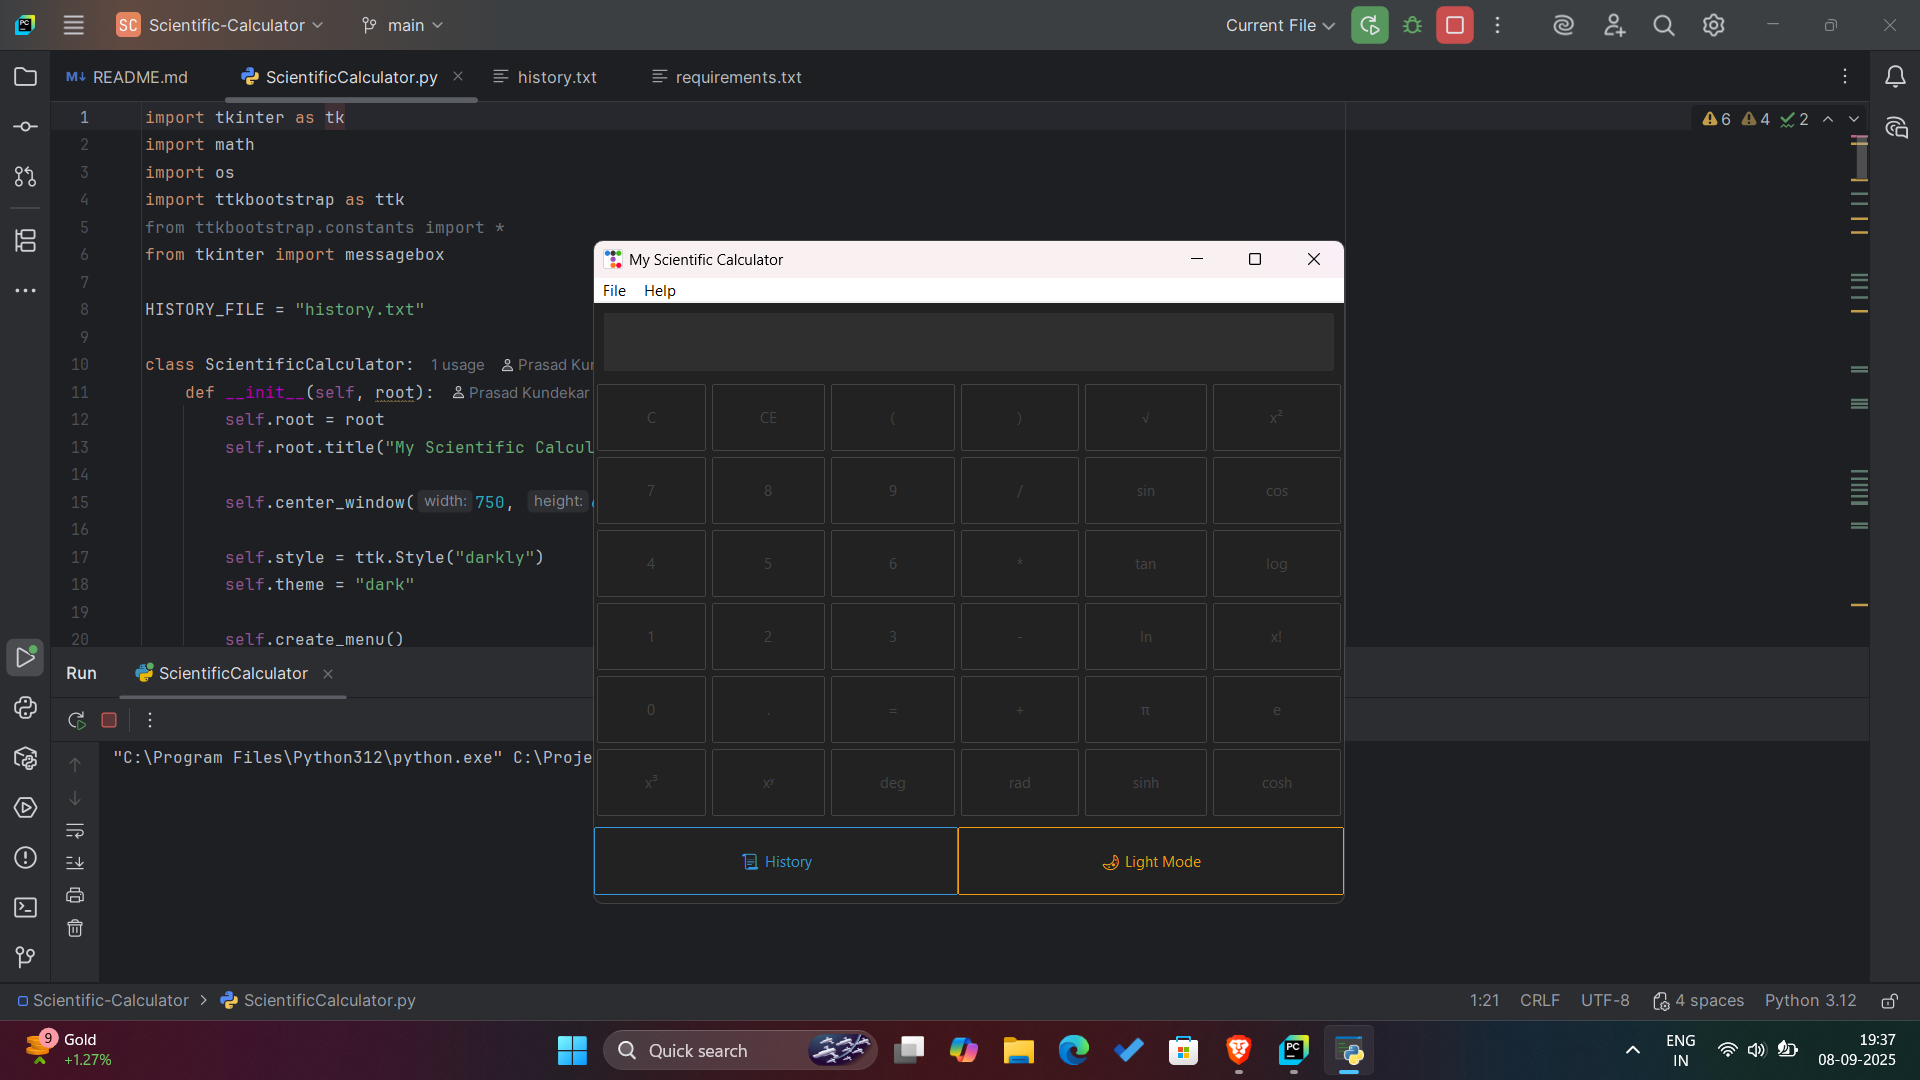 SC Scientific-Calculator main Current File
README.md ScientificCalculator.py history.txt requirements.txt
1 import tkinter as tk
6 4 2
2 import math
3 import os
4 import ttkbootstrap as ttk
5 from ttkbootstrap.constants import *
6 from tkinter import messagebox
7
8 HISTORY_FILE = "history.txt"
9
10 class ScientificCalculator: 1 usage Prasad Kun
11 def __init__(self, root): Prasad Kundekar
12 self.root = root
13 self.root.title("My Scientific Calcul
14
15 self.center_window( width: 750, height:
16
17 self.style = ttk.Style("darkly")
18 self.theme = "dark"
19
20 self.create_menu()
My Scientific Calculator
File Help
C CE ( ) √ x²
7 8 9 / sin cos
4 5 6 * tan log
1 2 3 - ln x!
0 . = + π e
x³ xʸ deg rad sinh cosh
History Light Mode
Run ScientificCalculator
"C:\Program Files\Python312\python.exe" C:\Proje
Scientific-Calculator > ScientificCalculator.py
1:21 CRLF UTF-8 4 spaces Python 3.12
9 Gold
+1.27%
Quick search
ENG
IN
19:37
08-09-2025